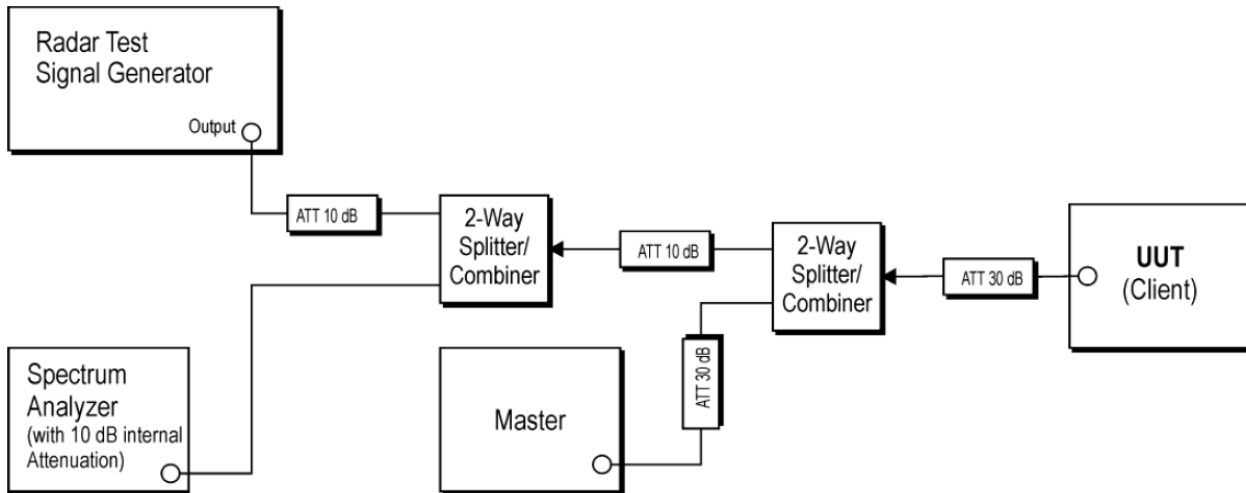 Radar Test
Signal Generator
Output
ATT 10 dB
2-Way
Splitter/
Combiner
ATT 10 dB
2-Way
Splitter/
Combiner
ATT 30 dB
UUT
(Client)
ATT 30 dB
Spectrum
Analyzer
(with 10 dB internal
Attenuation)
Master